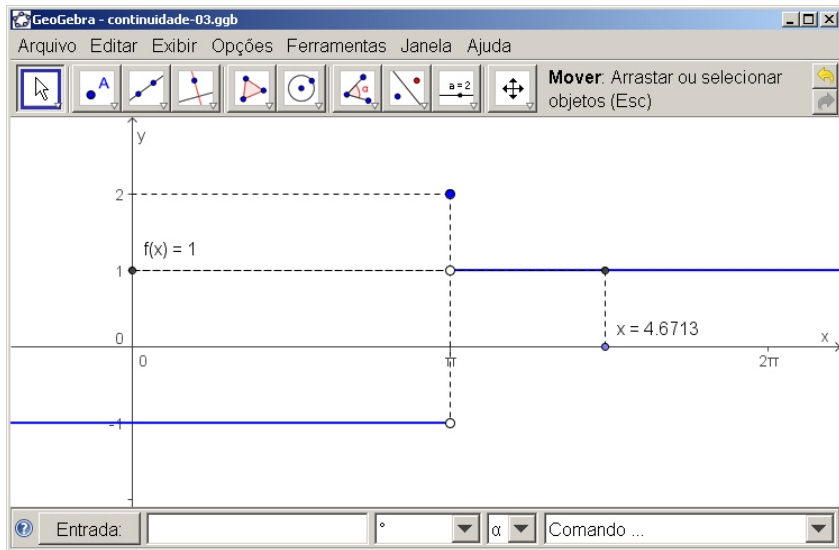 GeoGebra - continuidade-03.ggb
Arquivo Editar Exibir Opções Ferramentas Janela Ajuda
A
α
a=2
Mover: Arrastar ou selecionar
objetos (Esc)
y
2
f(x) = 1
1
x = 4.6713
0
x
0
π
2π
-1
Entrada:
°
α
Comando ...